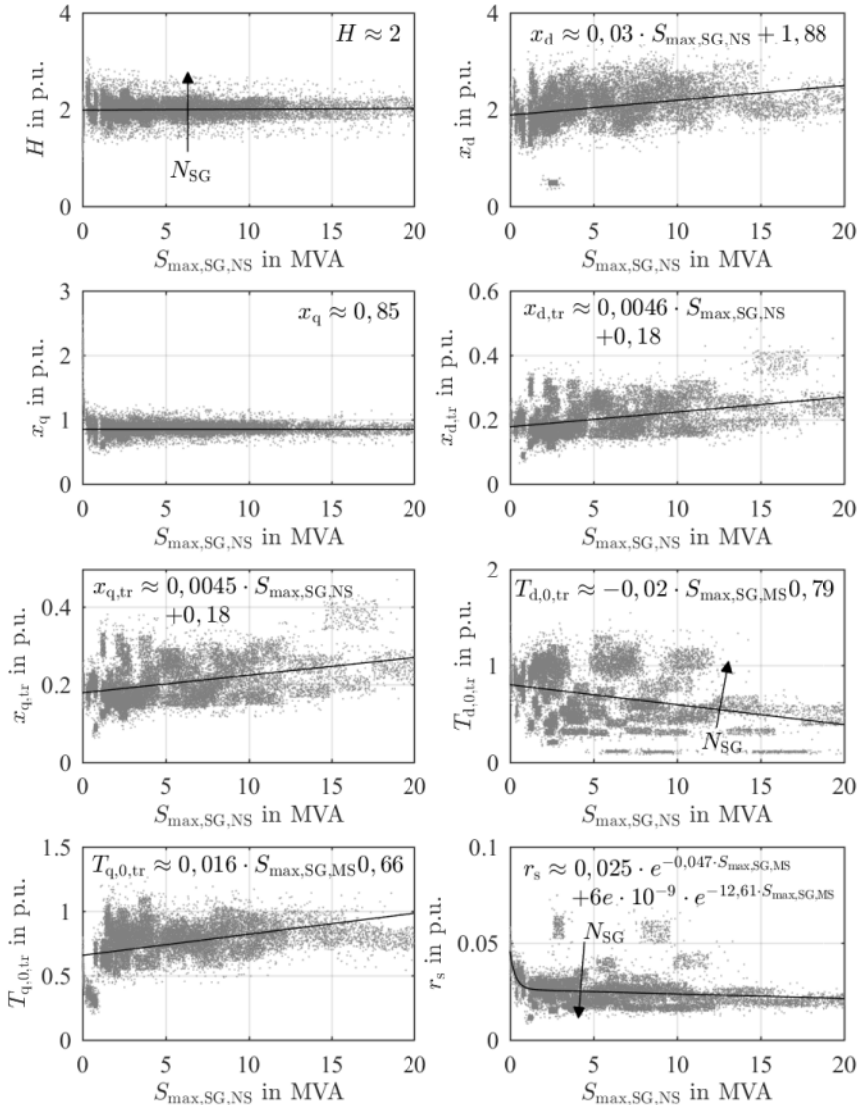 H ≈ 2
N_SG
H in p.u.
0 2 4
0 5 10 15 20
S_max,SG,NS in MVA
x_d ≈ 0,03 · S_max,SG,NS + 1,88
x_d in p.u.
0 2 4
0 5 10 15 20
S_max,SG,NS in MVA
x_q ≈ 0,85
x_q in p.u.
0 1 2 3
0 5 10 15 20
S_max,SG,NS in MVA
x_d,tr ≈ 0,0046 · S_max,SG,NS
+0,18
x_d,tr in p.u.
0 0.2 0.4 0.6
0 5 10 15 20
S_max,SG,NS in MVA
x_q,tr ≈ 0,0045 · S_max,SG,NS
+0,18
x_q,tr in p.u.
0 0.2 0.4
0 5 10 15 20
S_max,SG,NS in MVA
T_d,0,tr ≈ −0,02 · S_max,SG,MS 0,79
N_SG
T_d,0,tr in p.u.
0 1 2
0 5 10 15 20
S_max,SG,NS in MVA
T_q,0,tr ≈ 0,016 · S_max,SG,MS 0,66
T_q,0,tr in p.u.
0 0.5 1 1.5
0 5 10 15 20
S_max,SG,NS in MVA
r_s ≈ 0,025 · e^−0,047·S_max,SG,MS
+6e · 10^−9 · e^−12,61·S_max,SG,MS
N_SG
r_s in p.u.
0 0.05 0.1
0 5 10 15 20
S_max,SG,NS in MVA